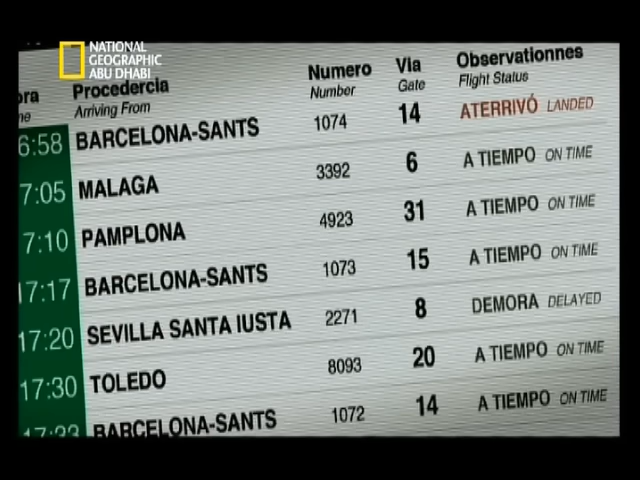 NATIONAL
GEOGRAPHIC
ABU DHABI
Procedercia Numero Via Observationnes
Arriving From Number Gate Flight Status
6:58 BARCELONA-SANTS 1074 14 ATERRIVÓ LANDED
7:05 MALAGA 3392 6 A TIEMPO ON TIME
7:10 PAMPLONA 4923 31 A TIEMPO ON TIME
17:17 BARCELONA-SANTS 1073 15 A TIEMPO ON TIME
17:20 SEVILLA SANTA IUSTA 2271 8 DEMORA DELAYED
17:30 TOLEDO 8093 20 A TIEMPO ON TIME
BARCELONA-SANTS 1072 14 A TIEMPO ON TIME